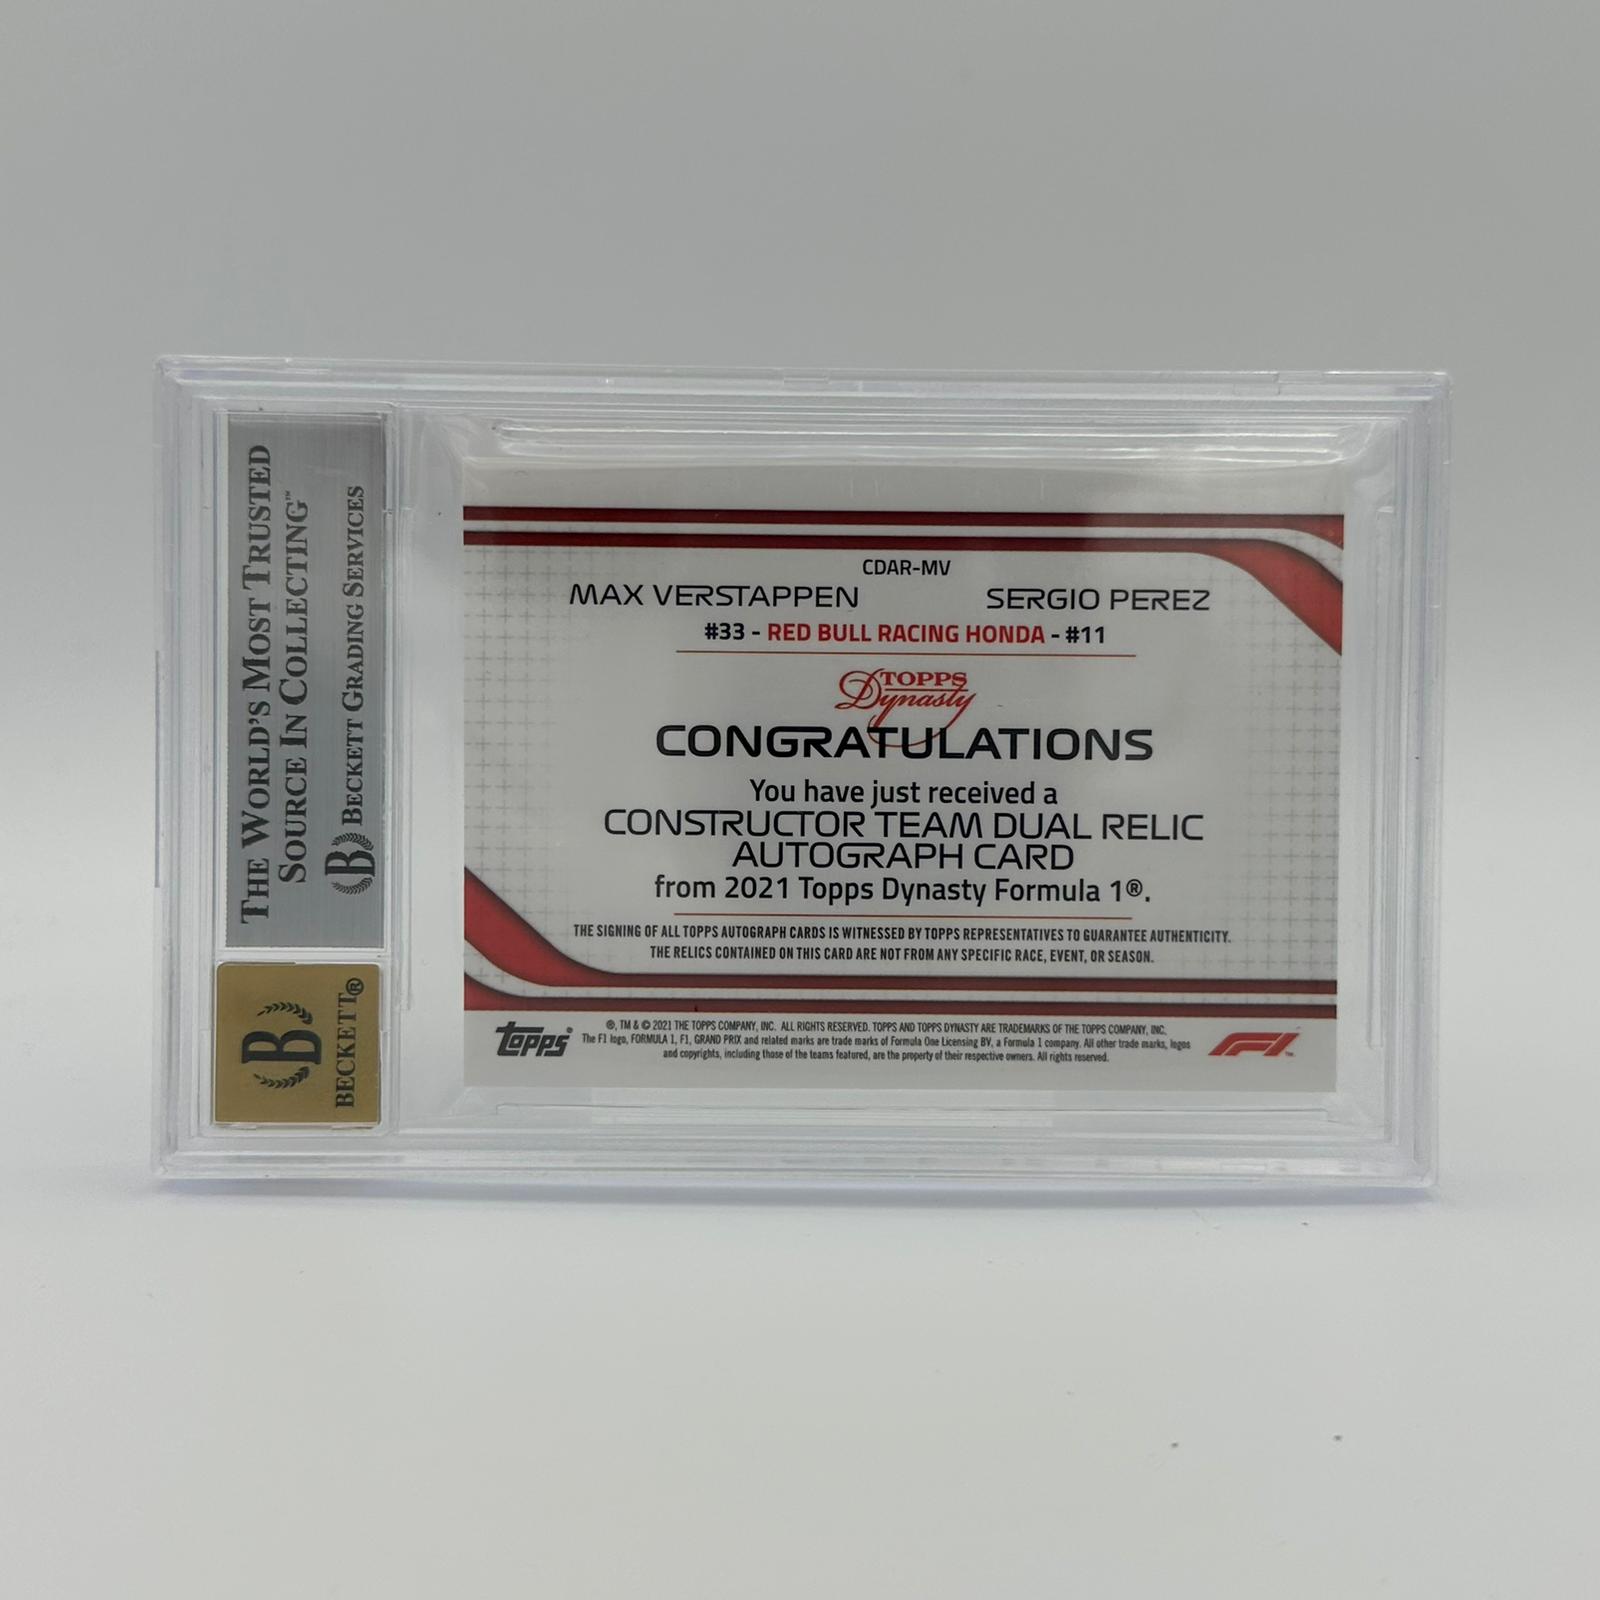 THE WORLD'S MOST TRUSTED
SOURCE IN COLLECTING™
B BECKETT GRADING SERVICES
B
BECKETT®
CDAR-MV
MAX VERSTAPPEN SERGIO PEREZ
#33 - RED BULL RACING HONDA - #11
TOPPS
Dynasty
CONGRATULATIONS
You have just received a
CONSTRUCTOR TEAM DUAL RELIC
AUTOGRAPH CARD
from 2021 Topps Dynasty Formula 1®.
THE SIGNING OF ALL TOPPS AUTOGRAPH CARDS IS WITNESSED BY TOPPS REPRESENTATIVES TO GUARANTEE AUTHENTICITY.
THE RELICS CONTAINED ON THIS CARD ARE NOT FROM ANY SPECIFIC RACE, EVENT, OR SEASON.
topps®
®, TM & © 2021 THE TOPPS COMPANY, INC. ALL RIGHTS RESERVED. TOPPS AND TOPPS DYNASTY ARE TRADEMARKS OF THE TOPPS COMPANY, INC.
The F1 logo, FORMULA 1, F1, GRAND PRIX and related marks are trade marks of Formula One Licensing BV, a Formula 1 company. All other trade marks, logos
and copyrights, including those of the teams featured, are the property of their respective owners. All rights reserved.
F1™